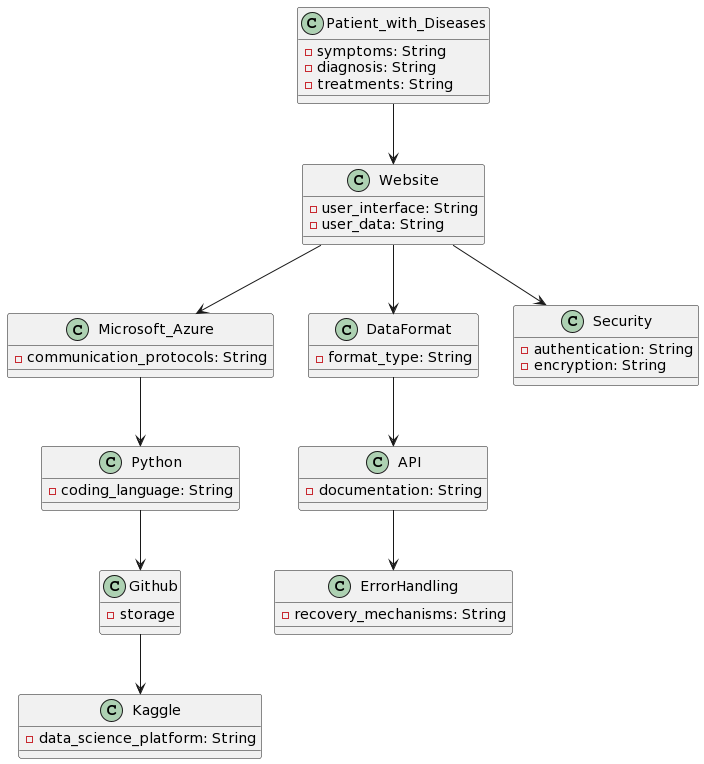 C Patient_with_Diseases
symptoms: String
diagnosis: String
treatments: String
C Website
user_interface: String
user_data: String
C Microsoft_Azure
communication_protocols: String
C DataFormat
format_type: String
C Security
authentication: String
encryption: String
C Python
coding_language: String
C API
documentation: String
C Github
storage
C ErrorHandling
recovery_mechanisms: String
C Kaggle
data_science_platform: String